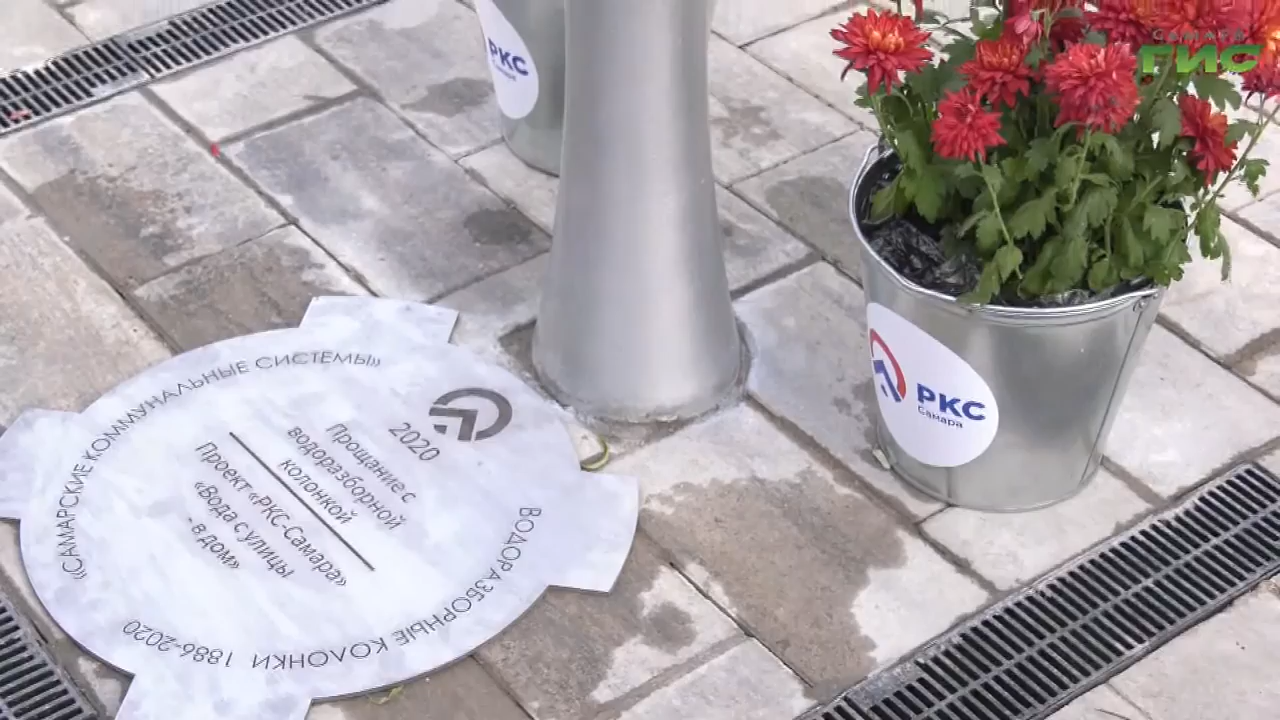 САМАРА
ГИС
РКС
Самара
РКС
Самара
«САМАРСКИЕ КОММУНАЛЬНЫЕ СИСТЕМЫ»
2020
Прощание с
водоразборной
колонкой
Проект «РКС-Самара»
«Вода с улицы
- в дом»
ВОДОРАЗБОРНЫЕ КОЛОНКИ 1886-2020